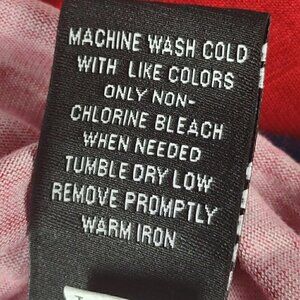 MACHINE WASH COLD
WITH LIKE COLORS
ONLY NON-
CHLORINE BLEACH
WHEN NEEDED
TUMBLE DRY LOW
REMOVE PROMPTLY
WARM IRON